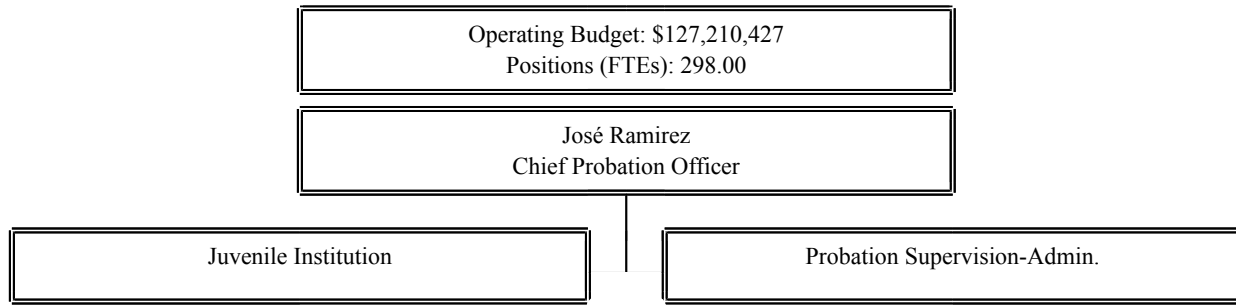 Operating Budget: $127,210,427
Positions (FTEs): 298.00
José Ramirez
Chief Probation Officer
Juvenile Institution
Probation Supervision-Admin.